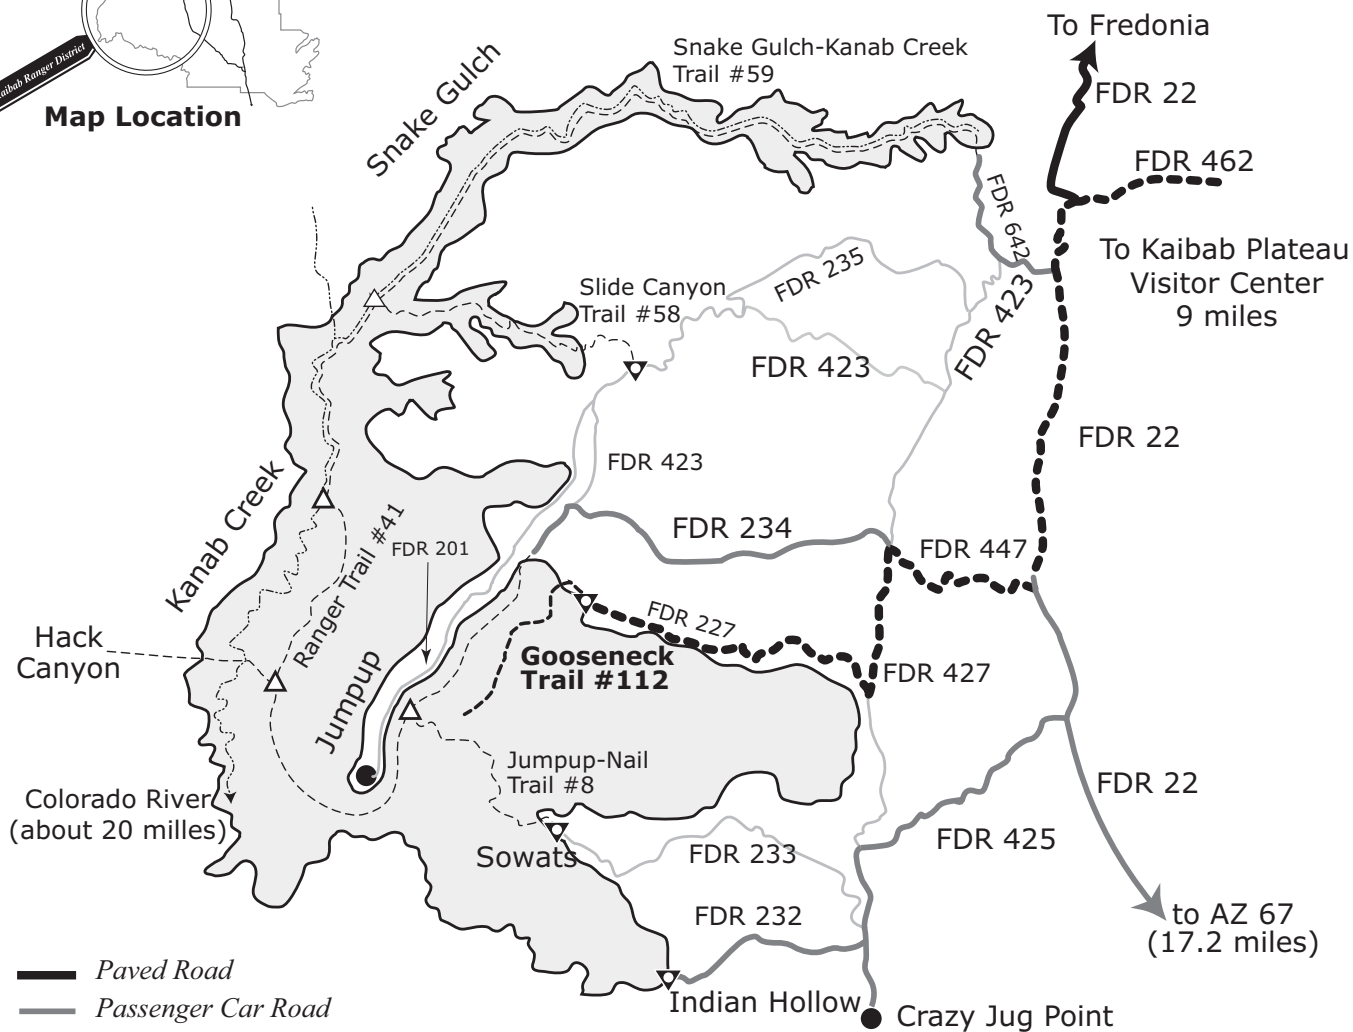 Kaibab Ranger District
Map Location
To Fredonia
FDR 22
Snake Gulch-Kanab Creek
Trail #59
Snake Gulch
FDR 462
FDR 642
To Kaibab Plateau
Visitor Center
9 miles
FDR 235
Slide Canyon
Trail #58
FDR 423
FDR 423
FDR 22
FDR 423
Kanab Creek
Ranger Trail #41
FDR 201
FDR 234
FDR 447
FDR 227
Hack
Canyon
Gooseneck
Trail #112
FDR 427
Jumpup
Jumpup-Nail
Trail #8
Colorado River
(about 20 milles)
FDR 22
Sowats
FDR 233
FDR 425
FDR 232
to AZ 67
(17.2 miles)
Paved Road
Passenger Car Road
Indian Hollow
Crazy Jug Point